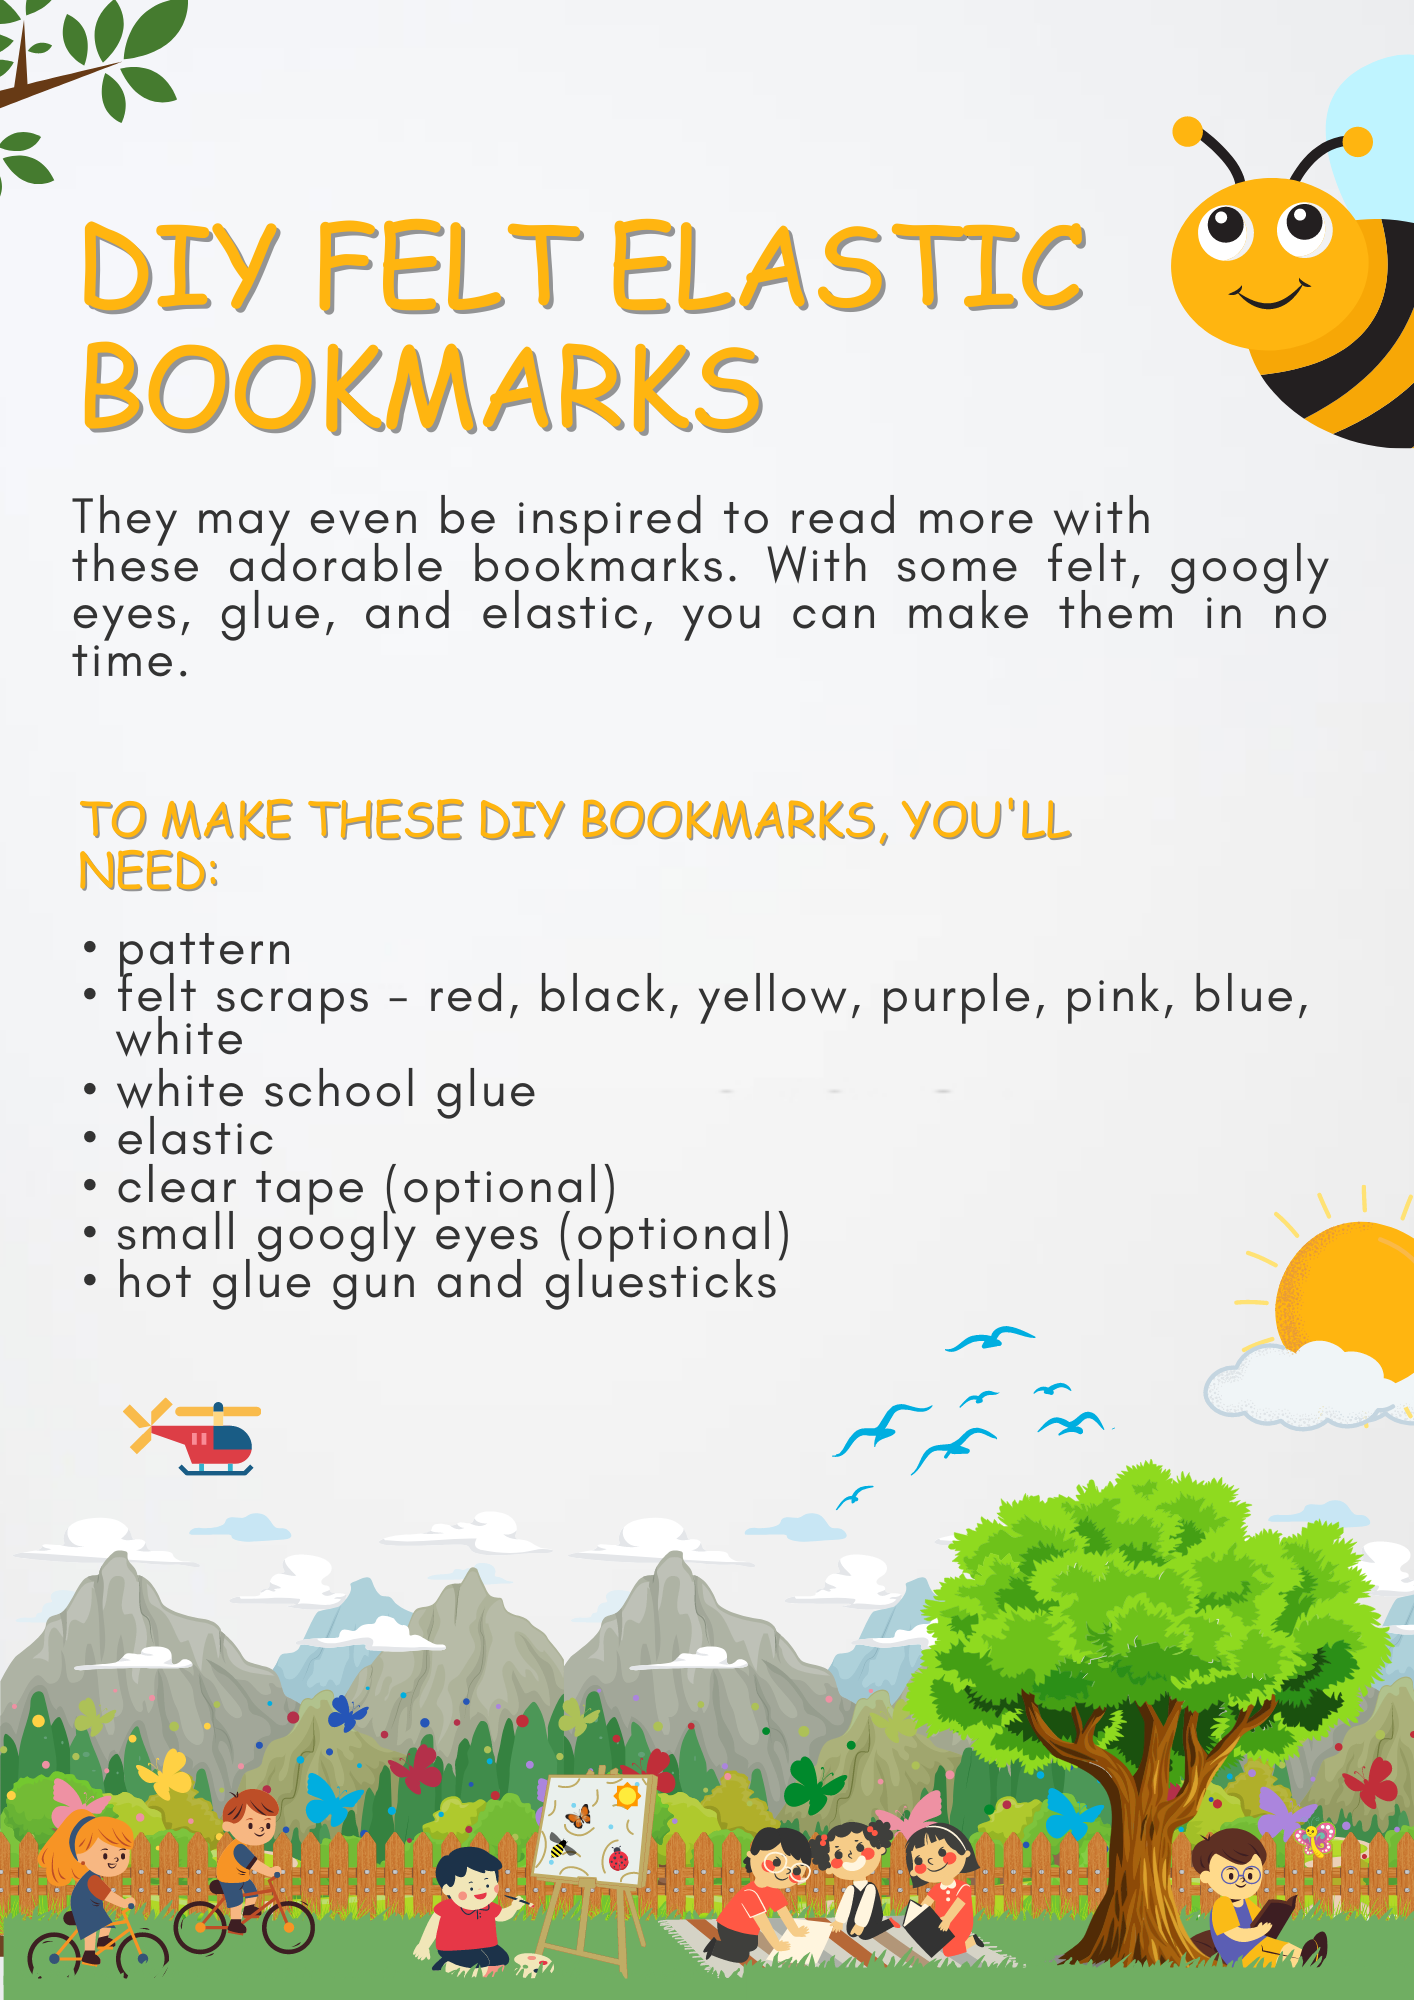 DIY FELT ELASTIC
BOOKMARKS
They may even be inspired to read more with
these adorable bookmarks. With some felt, googly
eyes, glue, and elastic, you can make them in no
time.
TO MAKE THESE DIY BOOKMARKS, YOU'LL
NEED:
• pattern
• felt scraps – red, black, yellow, purple, pink, blue,
white
• white school glue
• elastic
• clear tape (optional)
• small googly eyes (optional)
• hot glue gun and gluesticks